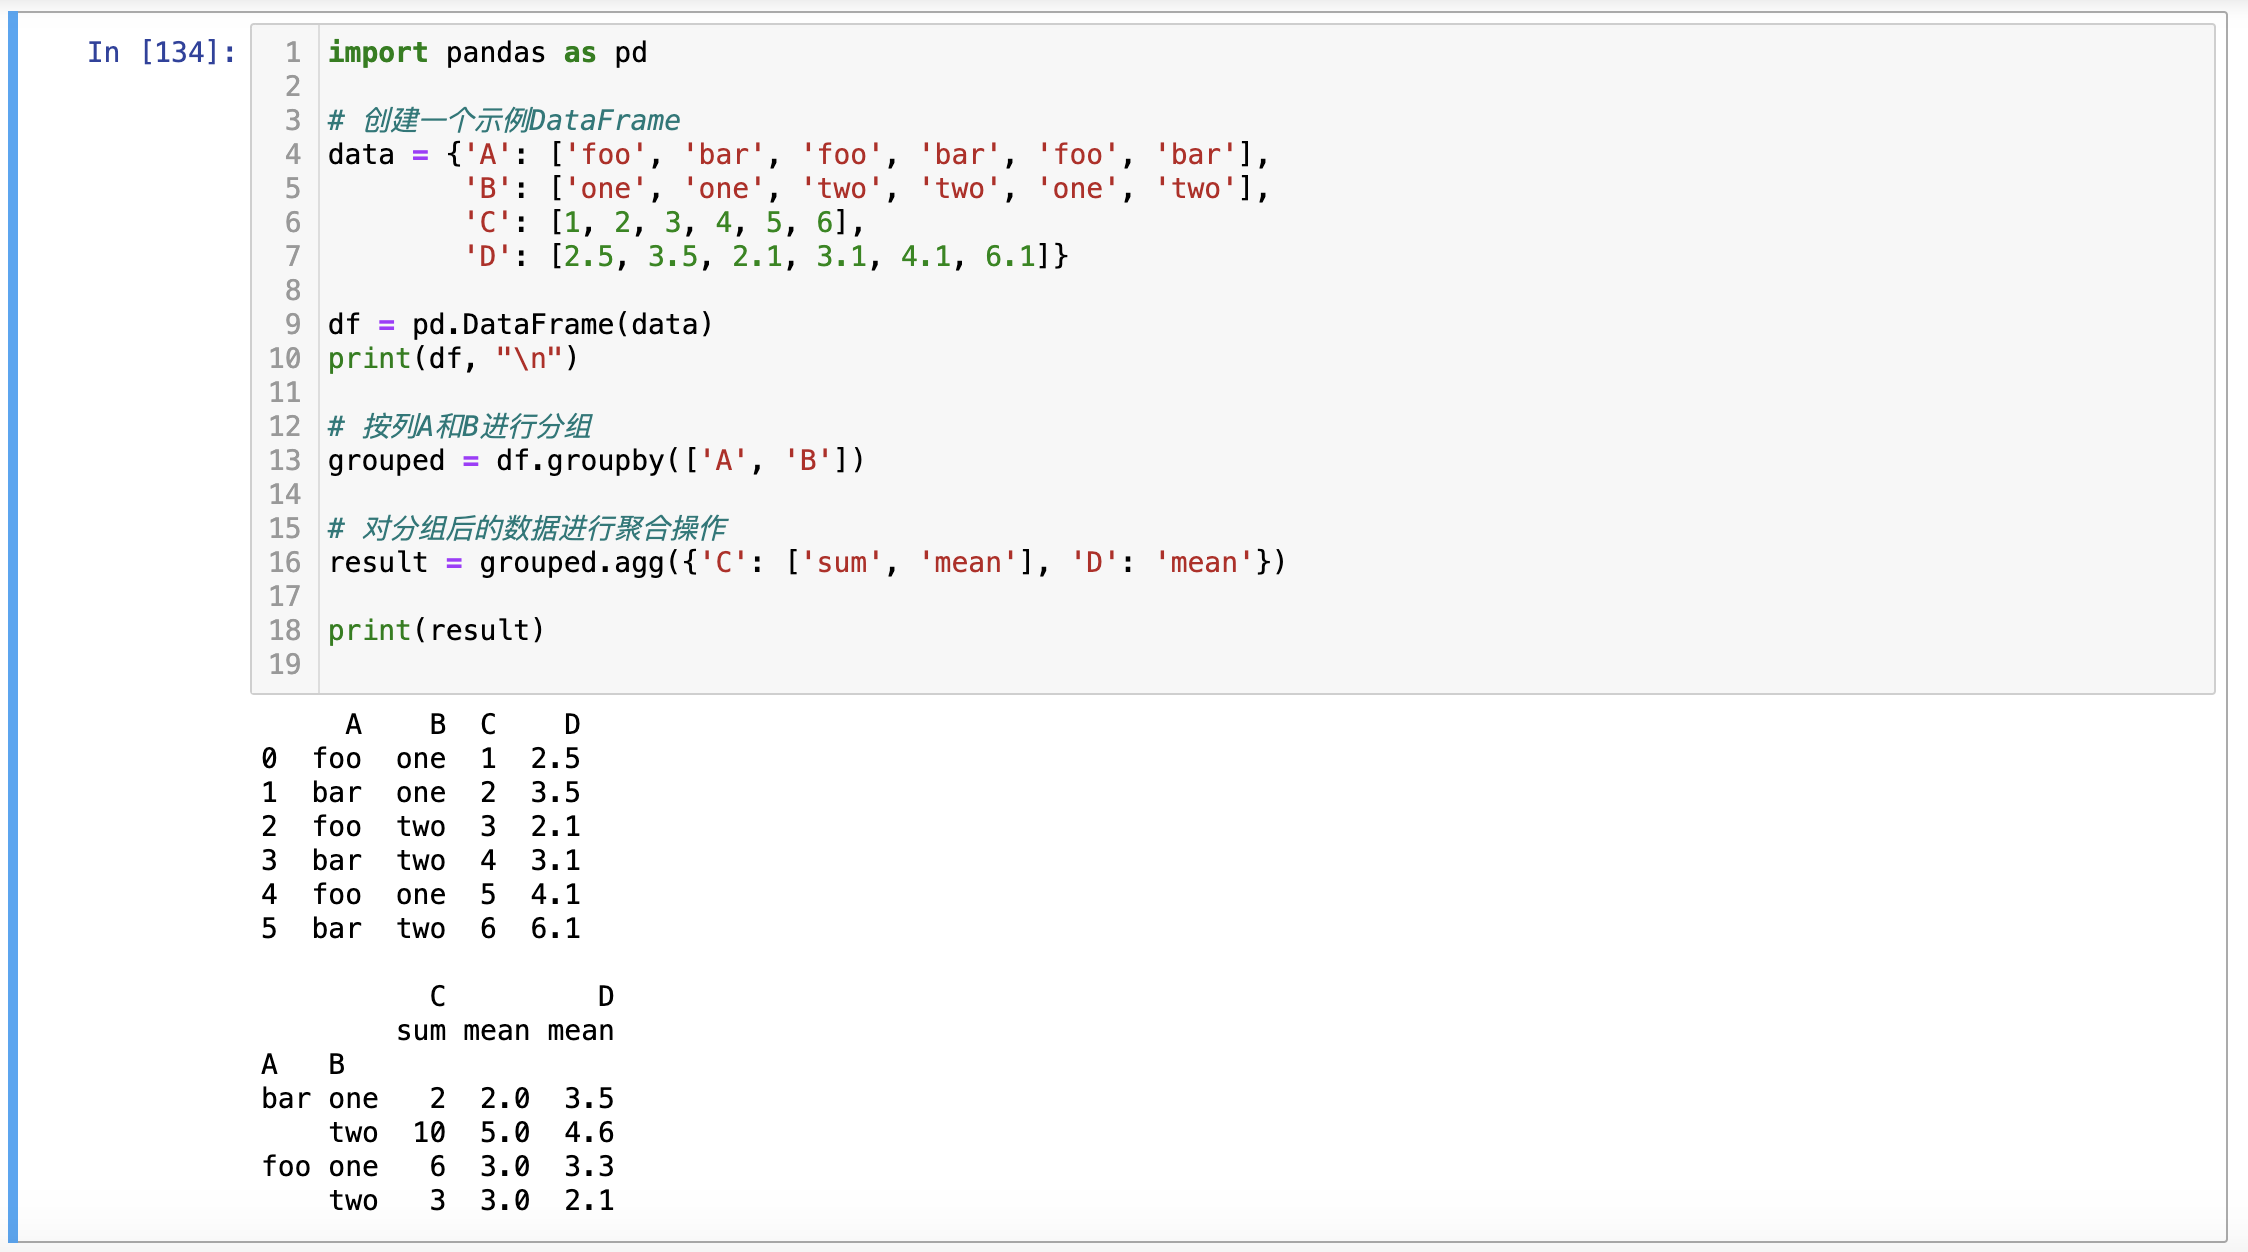 In [134]:
1 import pandas as pd
2
3 # 创建一个示例DataFrame
4 data = {'A': ['foo', 'bar', 'foo', 'bar', 'foo', 'bar'],
5         'B': ['one', 'one', 'two', 'two', 'one', 'two'],
6         'C': [1, 2, 3, 4, 5, 6],
7         'D': [2.5, 3.5, 2.1, 3.1, 4.1, 6.1]}
8
9 df = pd.DataFrame(data)
10 print(df, "\n")
11
12 # 按列A和B进行分组
13 grouped = df.groupby(['A', 'B'])
14
15 # 对分组后的数据进行聚合操作
16 result = grouped.agg({'C': ['sum', 'mean'], 'D': 'mean'})
17
18 print(result)
19
     A    B  C    D
0  foo  one  1  2.5
1  bar  one  2  3.5
2  foo  two  3  2.1
3  bar  two  4  3.1
4  foo  one  5  4.1
5  bar  two  6  6.1
          C         D
        sum mean mean
A   B
bar one   2  2.0  3.5
    two  10  5.0  4.6
foo one   6  3.0  3.3
    two   3  3.0  2.1